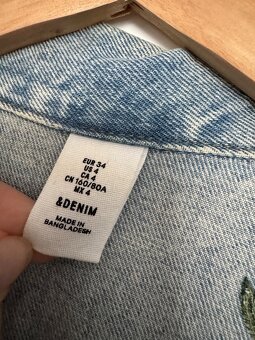 EUR 34
US 4
CA 4
CN 160/80A
MX 4
&DENIM
MADE IN
BANGLADESH